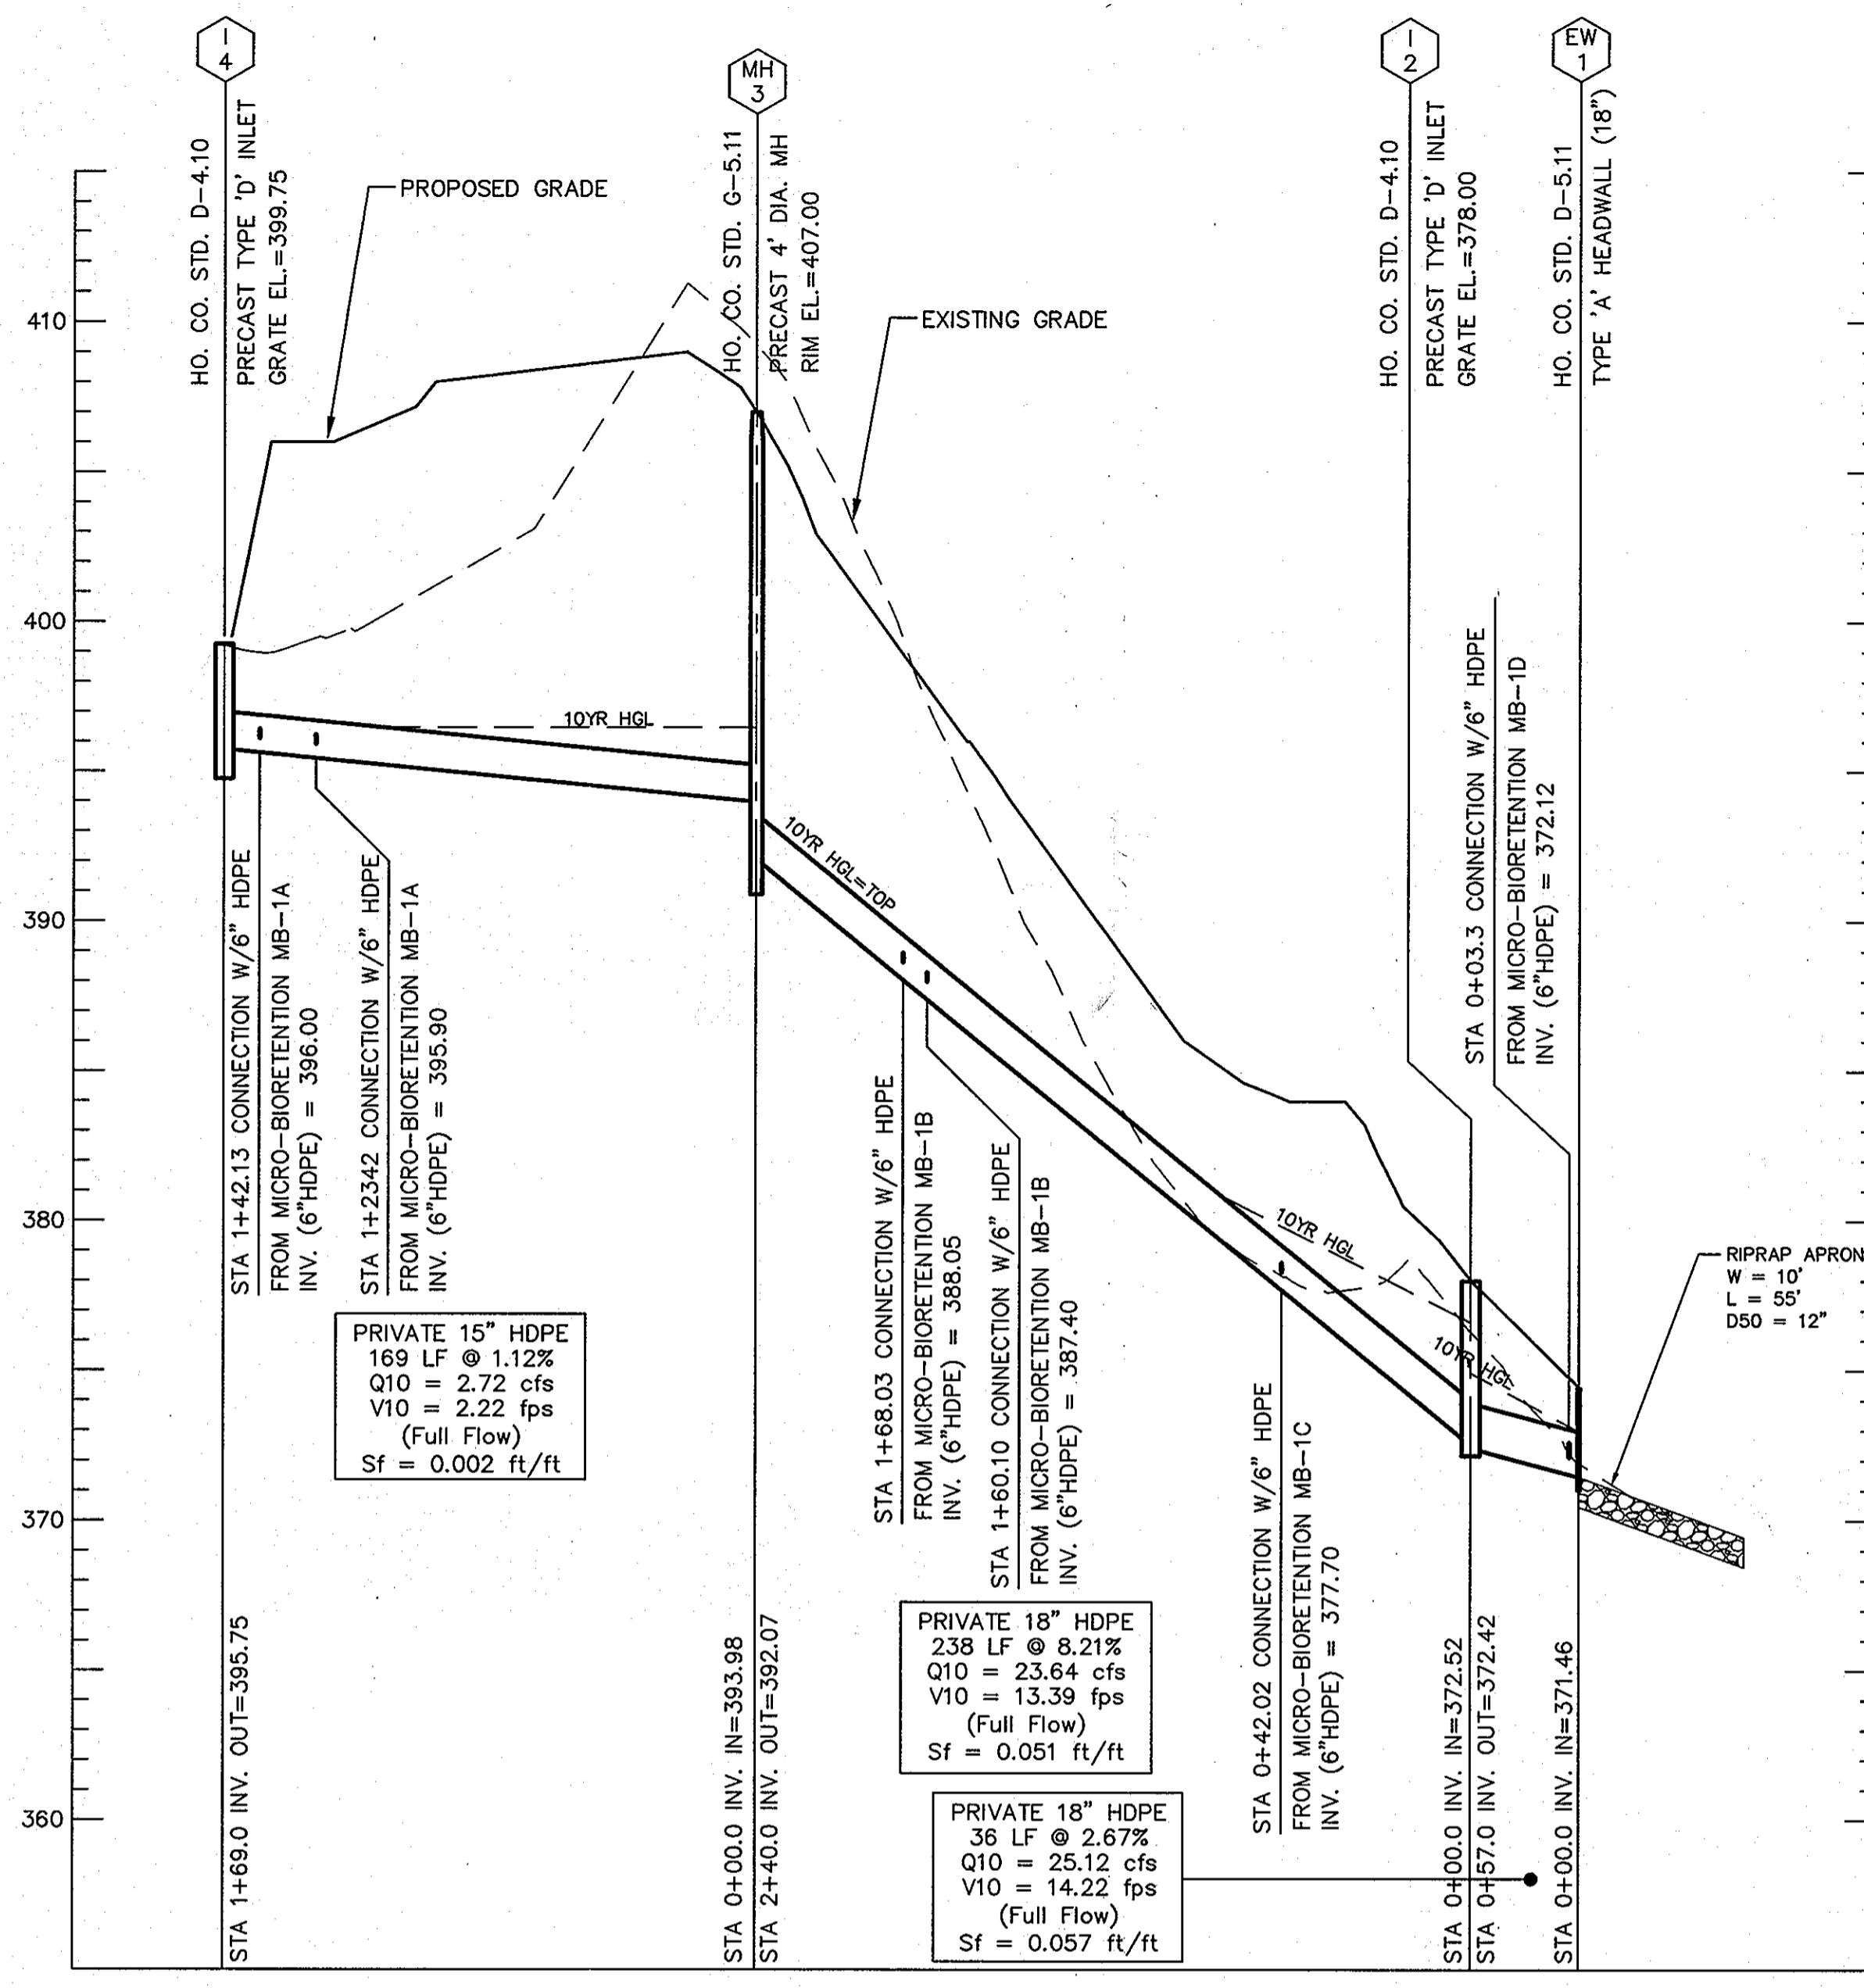 I
4
MH
3
I
2
EW
1
HO. CO. STD. D-4.10
PRECAST TYPE 'D' INLET
GRATE EL.=399.75
HO. CO. STD. G-5.11
PRECAST 4' DIA. MH
RIM EL.=407.00
HO. CO. STD. D-4.10
PRECAST TYPE 'D' INLET
GRATE EL.=378.00
HO. CO. STD. D-5.11
TYPE 'A' HEADWALL (18")
PROPOSED GRADE
EXISTING GRADE
410
400
390
380
370
360
10YR HGL
10YR HGL=TOP
10YR HGL
10YR HGL
STA 1+42.13 CONNECTION W/6" HDPE
FROM MICRO-BIORETENTION MB-1A
INV. (6"HDPE) = 396.00
STA 1+2342 CONNECTION W/6" HDPE
FROM MICRO-BIORETENTION MB-1A
INV. (6"HDPE) = 395.90
STA 1+68.03 CONNECTION W/6" HDPE
FROM MICRO-BIORETENTION MB-1B
INV. (6"HDPE) = 388.05
STA 1+60.10 CONNECTION W/6" HDPE
FROM MICRO-BIORETENTION MB-1B
INV. (6"HDPE) = 387.40
STA 0+42.02 CONNECTION W/6" HDPE
FROM MICRO-BIORETENTION MB-1C
INV. (6"HDPE) = 377.70
STA 0+03.3 CONNECTION W/6" HDPE
FROM MICRO-BIORETENTION MB-1D
INV. (6"HDPE) = 372.12
RIPRAP APRON
W = 10'
L = 55'
D50 = 12"
PRIVATE 15" HDPE
169 LF @ 1.12%
Q10 = 2.72 cfs
V10 = 2.22 fps
(Full Flow)
Sf = 0.002 ft/ft
PRIVATE 18" HDPE
238 LF @ 8.21%
Q10 = 23.64 cfs
V10 = 13.39 fps
(Full Flow)
Sf = 0.051 ft/ft
PRIVATE 18" HDPE
36 LF @ 2.67%
Q10 = 25.12 cfs
V10 = 14.22 fps
(Full Flow)
Sf = 0.057 ft/ft
STA 1+69.0 INV. OUT=395.75
STA 0+00.0 INV. IN=393.98
STA 2+40.0 INV. OUT=392.07
STA 0+00.0 INV. IN=372.52
STA 0+57.0 INV. OUT=372.42
STA 0+00.0 INV. IN=371.46